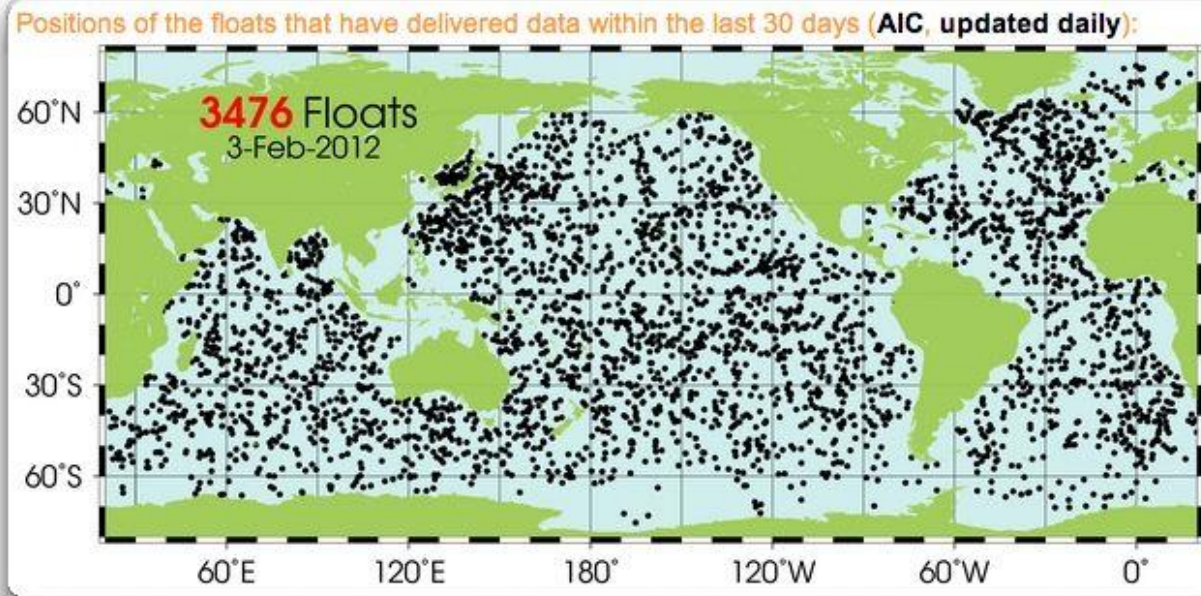 Positions of the floats that have delivered data within the last 30 days (AIC, updated daily):
3476 Floats
3-Feb-2012
60°N
30°N
0°
30°S
60°S
60°E 120°E 180° 120°W 60°W 0°